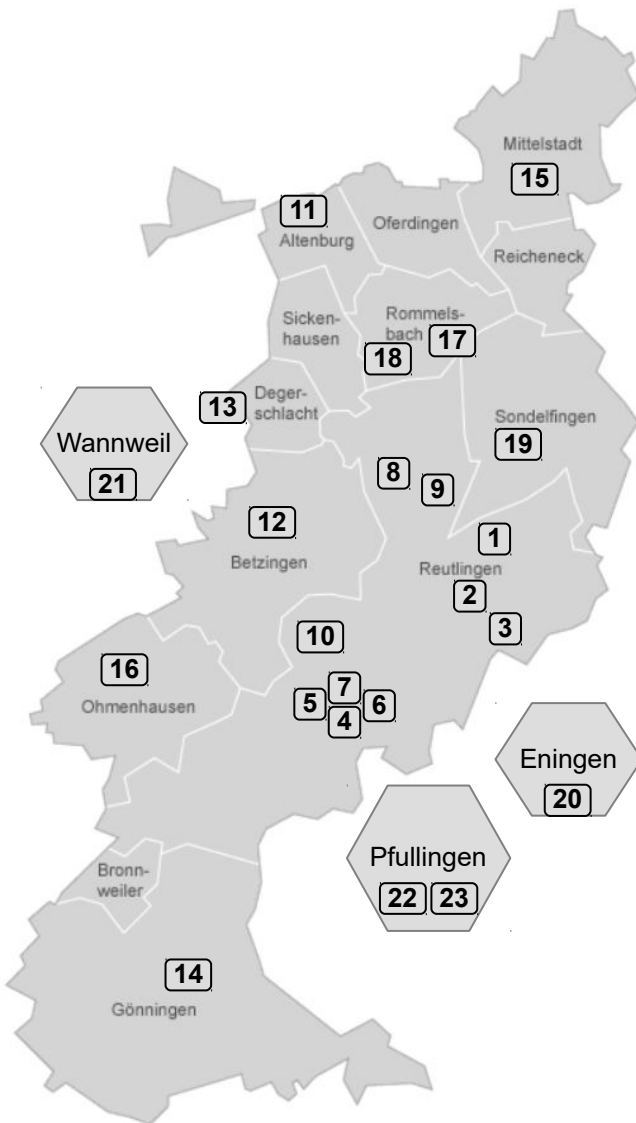 Mittelstadt
15
11
Altenburg
Oferdingen
Reicheneck
Sicken-
hausen
Rommels-
bach
17
18
13
Deger-
schlacht
Sondelfingen
19
Wannweil
21
8
9
12
Betzingen
1
Reutlingen
2
3
10
16
Ohmenhausen
7
5
6
4
Eningen
20
Pfullingen
22 23
Bronn-
weiler
14
Gönningen